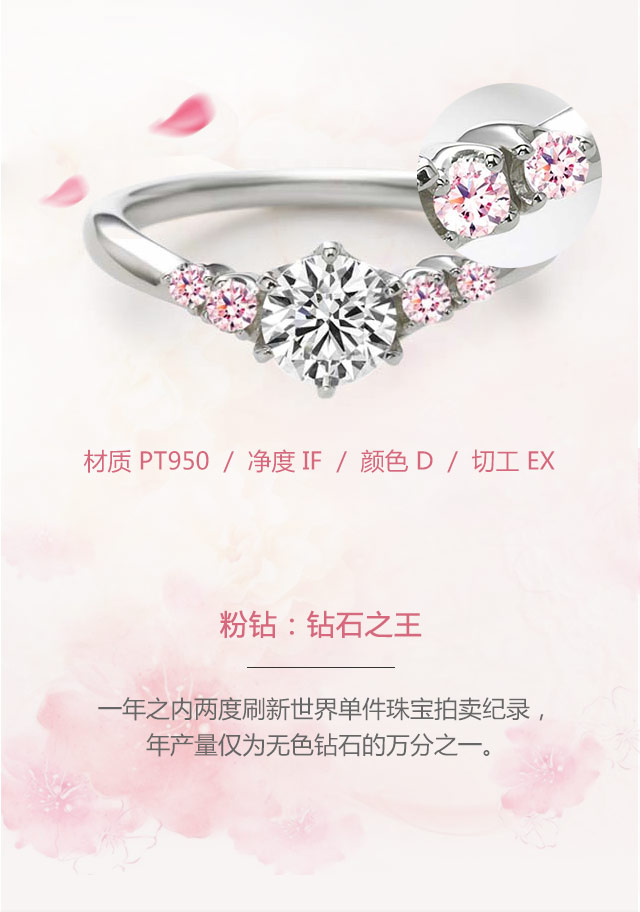 材质 PT950 / 净度 IF / 颜色 D / 切工 EX
粉钻：钻石之王
一年之内两度刷新世界单件珠宝拍卖纪录，
年产量仅为无色钻石的万分之一。